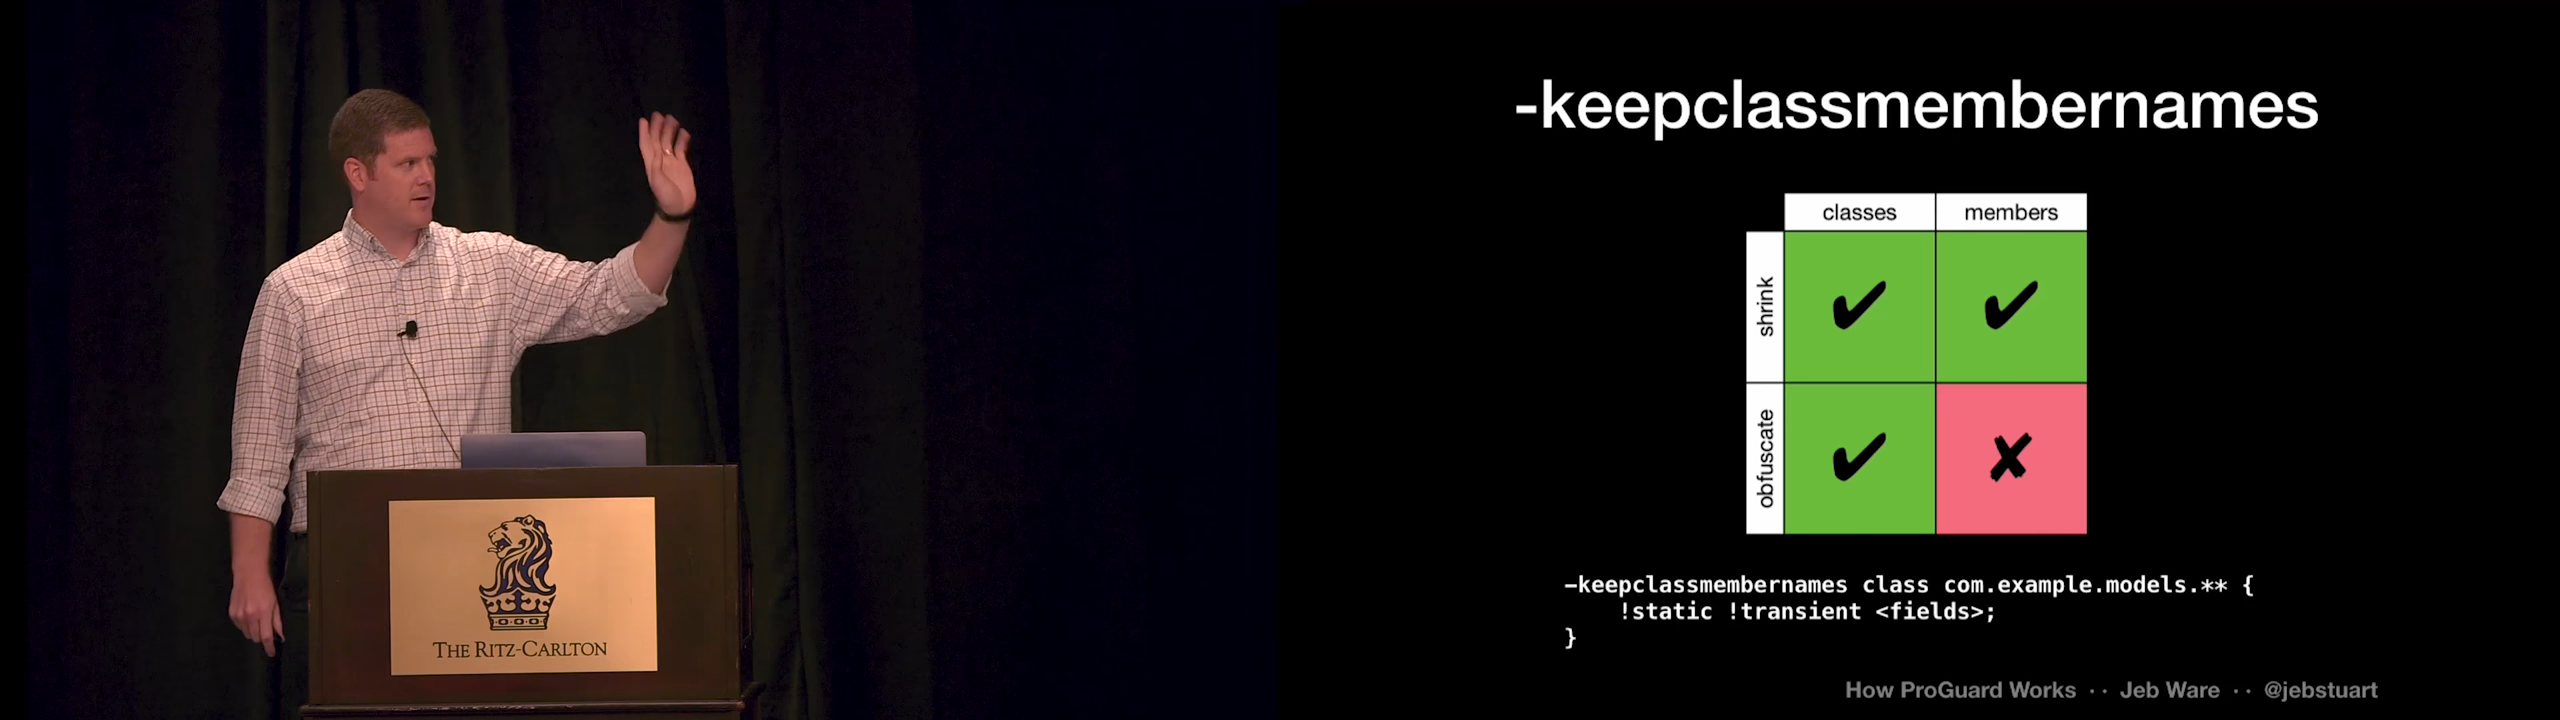 THE RITZ-CARLTON
-keepclassmembernames
classes members
shrink ✔ ✔
obfuscate ✔ ✘
-keepclassmembernames class com.example.models.** {
    !static !transient <fields>;
}
How ProGuard Works ·· Jeb Ware ·· @jebstuart